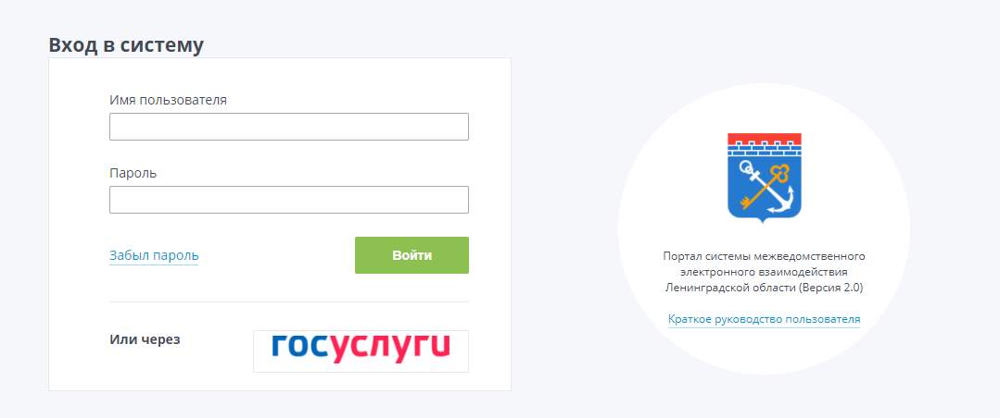 Вход в систему
Имя пользователя
Пароль
Забыл пароль
Войти
Или через
госуслуги
Портал системы межведомственного
электронного взаимодействия
Ленинградской области (Версия 2.0)
Краткое руководство пользователя